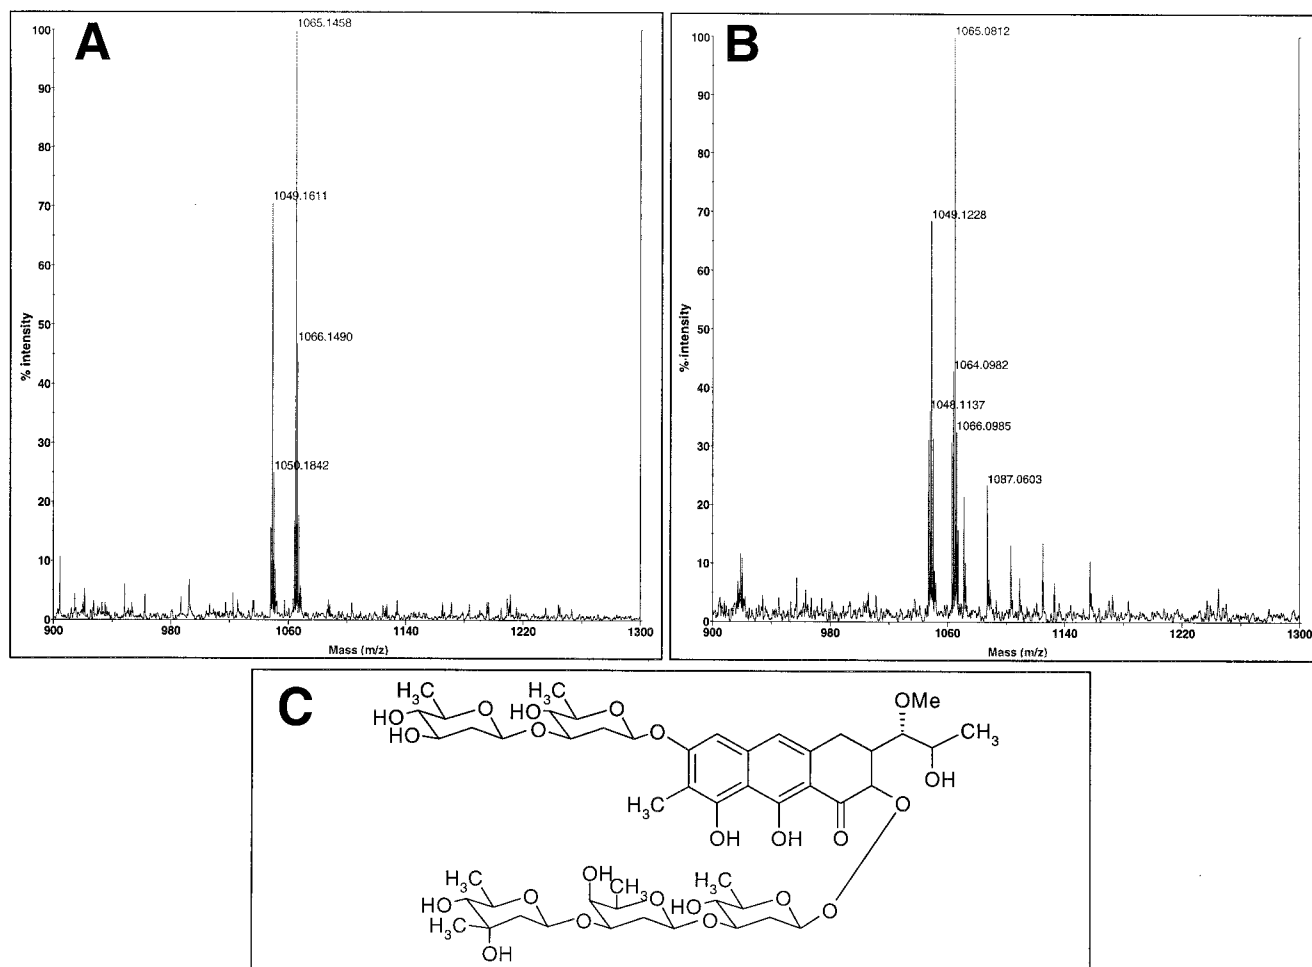 A
1065.1458
1049.1611
1066.1490
1050.1842
100
90
80
70
60
50
40
30
20
10
0
% intensity
900
980
1060
1140
1220
1300
Mass (m/z)
B
1065.0812
1049.1228
1064.0982
1048.1137
1066.0985
1087.0603
100
90
80
70
60
50
40
30
20
10
0
% intensity
900
980
1060
1140
1220
1300
Mass (m/z)
C
H3C
HO
HO
O
O
H3C
HO
O
O
OMe
CH3
OH
H3C
OH
OH
O
O
H3C
HO
H3C
OH
O
O
OH
CH3
O
O
H3C
HO
O
O